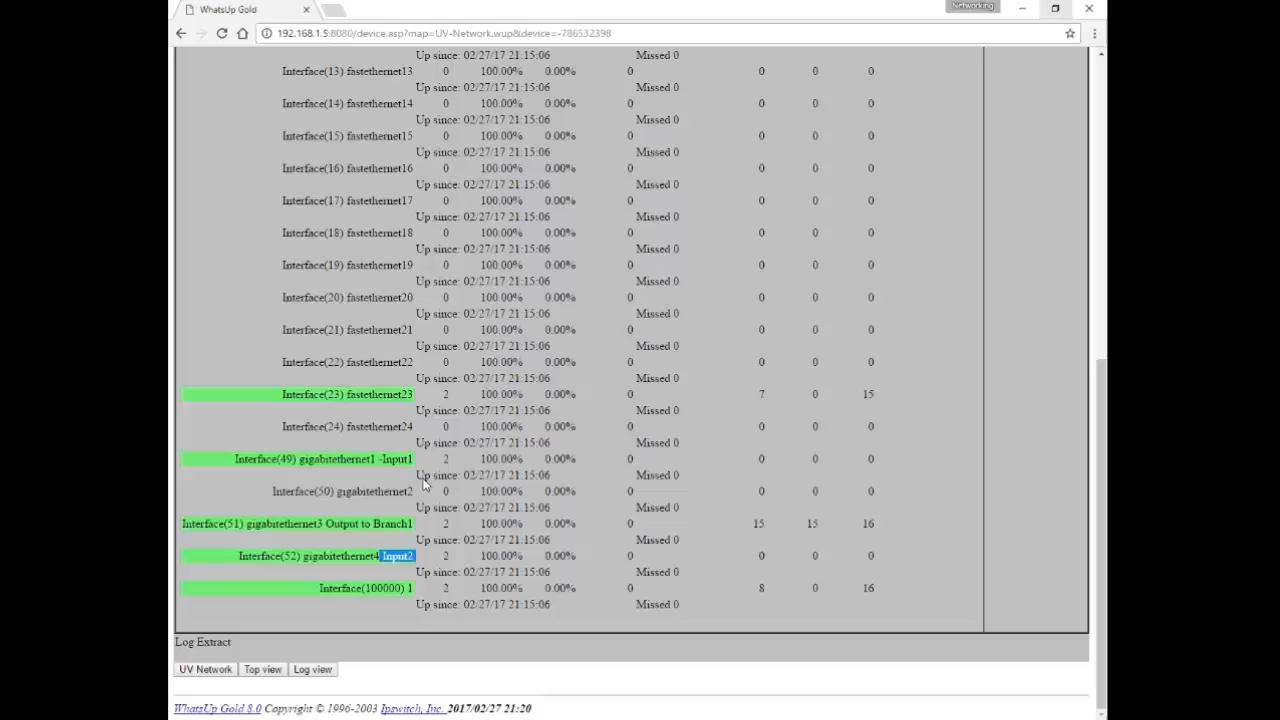 WhatsUp Gold
Networking
192.168.1.5:8080/device.asp?map=UV-Network.wup&device=-786532398
Up since: 02/27/17 21:15:06 Missed 0
Interface(13) fastethernet13 0 100.00% 0.00% 0 0 0 0
Up since: 02/27/17 21:15:06 Missed 0
Interface(14) fastethernet14 0 100.00% 0.00% 0 0 0 0
Up since: 02/27/17 21:15:06 Missed 0
Interface(15) fastethernet15 0 100.00% 0.00% 0 0 0 0
Up since: 02/27/17 21:15:06 Missed 0
Interface(16) fastethernet16 0 100.00% 0.00% 0 0 0 0
Up since: 02/27/17 21:15:06 Missed 0
Interface(17) fastethernet17 0 100.00% 0.00% 0 0 0 0
Up since: 02/27/17 21:15:06 Missed 0
Interface(18) fastethernet18 0 100.00% 0.00% 0 0 0 0
Up since: 02/27/17 21:15:06 Missed 0
Interface(19) fastethernet19 0 100.00% 0.00% 0 0 0 0
Up since: 02/27/17 21:15:06 Missed 0
Interface(20) fastethernet20 0 100.00% 0.00% 0 0 0 0
Up since: 02/27/17 21:15:06 Missed 0
Interface(21) fastethernet21 0 100.00% 0.00% 0 0 0 0
Up since: 02/27/17 21:15:06 Missed 0
Interface(22) fastethernet22 0 100.00% 0.00% 0 0 0 0
Up since: 02/27/17 21:15:06 Missed 0
Interface(23) fastethernet23 2 100.00% 0.00% 0 7 0 15
Up since: 02/27/17 21:15:06 Missed 0
Interface(24) fastethernet24 0 100.00% 0.00% 0 0 0 0
Up since: 02/27/17 21:15:06 Missed 0
Interface(49) gigabitethernet1 -Input1 2 100.00% 0.00% 0 0 0 0
Up since: 02/27/17 21:15:06 Missed 0
Interface(50) gigabitethernet2 0 100.00% 0.00% 0 0 0 0
Up since: 02/27/17 21:15:06 Missed 0
Interface(51) gigabitethernet3 Output to Branch1 2 100.00% 0.00% 0 15 15 16
Up since: 02/27/17 21:15:06 Missed 0
Interface(52) gigabitethernet4 Input2 2 100.00% 0.00% 0 0 0 0
Up since: 02/27/17 21:15:06 Missed 0
Interface(100000) 1 2 100.00% 0.00% 0 8 0 16
Up since: 02/27/17 21:15:06 Missed 0
Log Extract
UV Network Top view Log view
WhatsUp Gold 8.0 Copyright © 1996-2003 Ipswitch, Inc. 2017/02/27 21:20